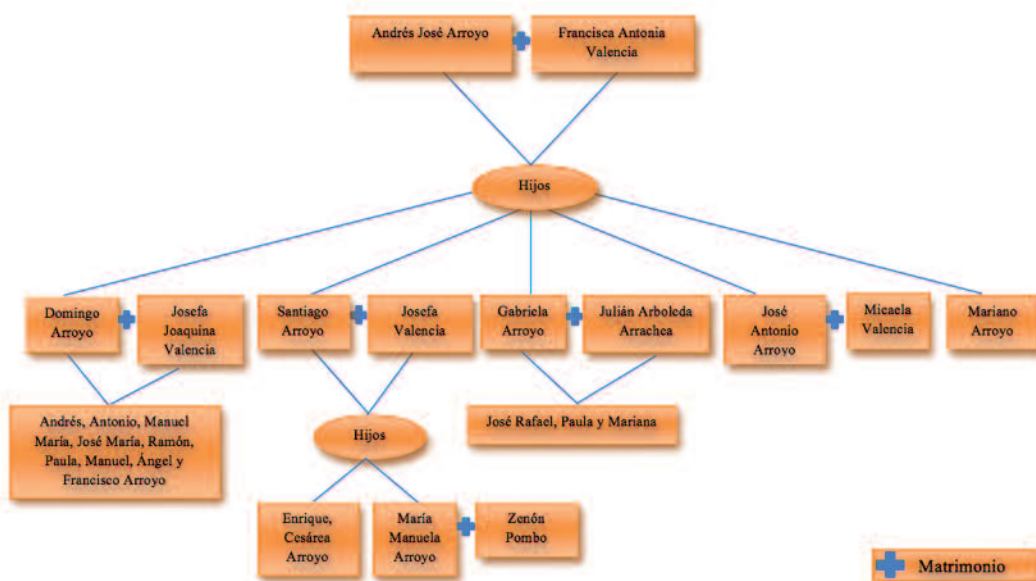 Andrés José Arroyo
Francisca Antonia
Valencia
Hijos
Domingo
Arroyo
Josefa
Joaquina
Valencia
Santiago
Arroyo
Josefa
Valencia
Gabriela
Arroyo
Julián Arboleda
Arrachea
José
Antonio
Arroyo
Micaela
Valencia
Mariano
Arroyo
Andrés, Antonio, Manuel
María, José María, Ramón,
Paula, Manuel, Ángel y
Francisco Arroyo
Hijos
José Rafael, Paula y Mariana
Enrique,
Cesárea
Arroyo
María
Manuela
Arroyo
Zenón
Pombo
Matrimonio